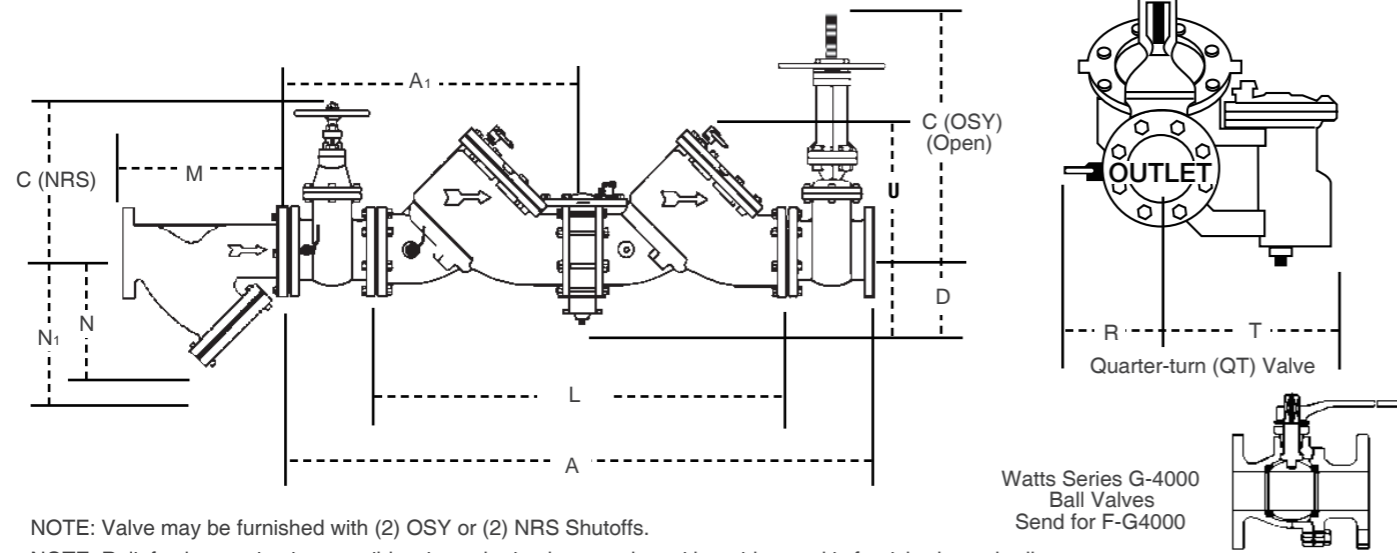 A1
C (OSY)
(Open)
C (NRS)
M
U
OUTLET
D
N
N1
R
T
Quarter-turn (QT) Valve
L
A
Watts Series G-4000
Ball Valves
Send for F-G4000
NOTE: Valve may be furnished with (2) OSY or (2) NRS Shutoffs.